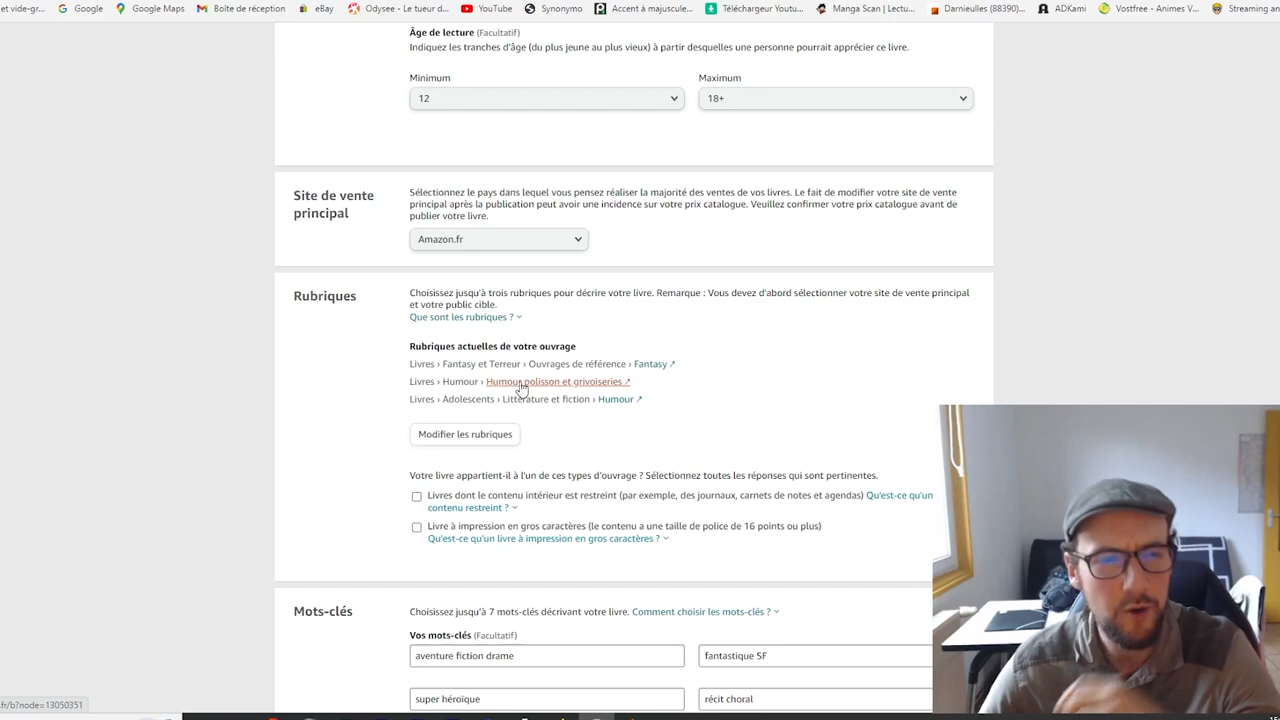 et vide-gr... Google Google Maps Boîte de réception eBay Odysee - Le tueur d... YouTube Synonymo Accent à majuscule... Téléchargeur Youtu... Manga Scan | Lectu... Darnieulles (88390)... ADKami Vostfree - Animes V... Streaming an
Âge de lecture (Facultatif)
Indiquez les tranches d'âge (du plus jeune au plus vieux) à partir desquelles une personne pourrait apprécier ce livre.
Minimum Maximum
12 18+
Site de vente principal
Sélectionnez le pays dans lequel vous pensez réaliser la majorité des ventes de vos livres. Le fait de modifier votre site de vente
principal après la publication peut avoir une incidence sur votre prix catalogue. Veuillez confirmer votre prix catalogue avant de
publier votre livre.
Amazon.fr
Rubriques
Choisissez jusqu'à trois rubriques pour décrire votre livre. Remarque : Vous devez d'abord sélectionner votre site de vente principal
et votre public cible.
Que sont les rubriques ?
Rubriques actuelles de votre ouvrage
Livres › Fantasy et Terreur › Ouvrages de référence › Fantasy
Livres › Humour › Humour polisson et grivoiseries
Livres › Adolescents › Littérature et fiction › Humour
Modifier les rubriques
Votre livre appartient-il à l'un de ces types d'ouvrage ? Sélectionnez toutes les réponses qui sont pertinentes.
Livres dont le contenu intérieur est restreint (par exemple, des journaux, carnets de notes et agendas) Qu'est-ce qu'un
contenu restreint ?
Livre à impression en gros caractères (le contenu a une taille de police de 16 points ou plus)
Qu'est-ce qu'un livre à impression en gros caractères ?
Mots-clés
Choisissez jusqu'à 7 mots-clés décrivant votre livre. Comment choisir les mots-clés ?
Vos mots-clés (Facultatif)
aventure fiction drame fantastique SF
super héroïque récit choral
.fr/b?node=13050351